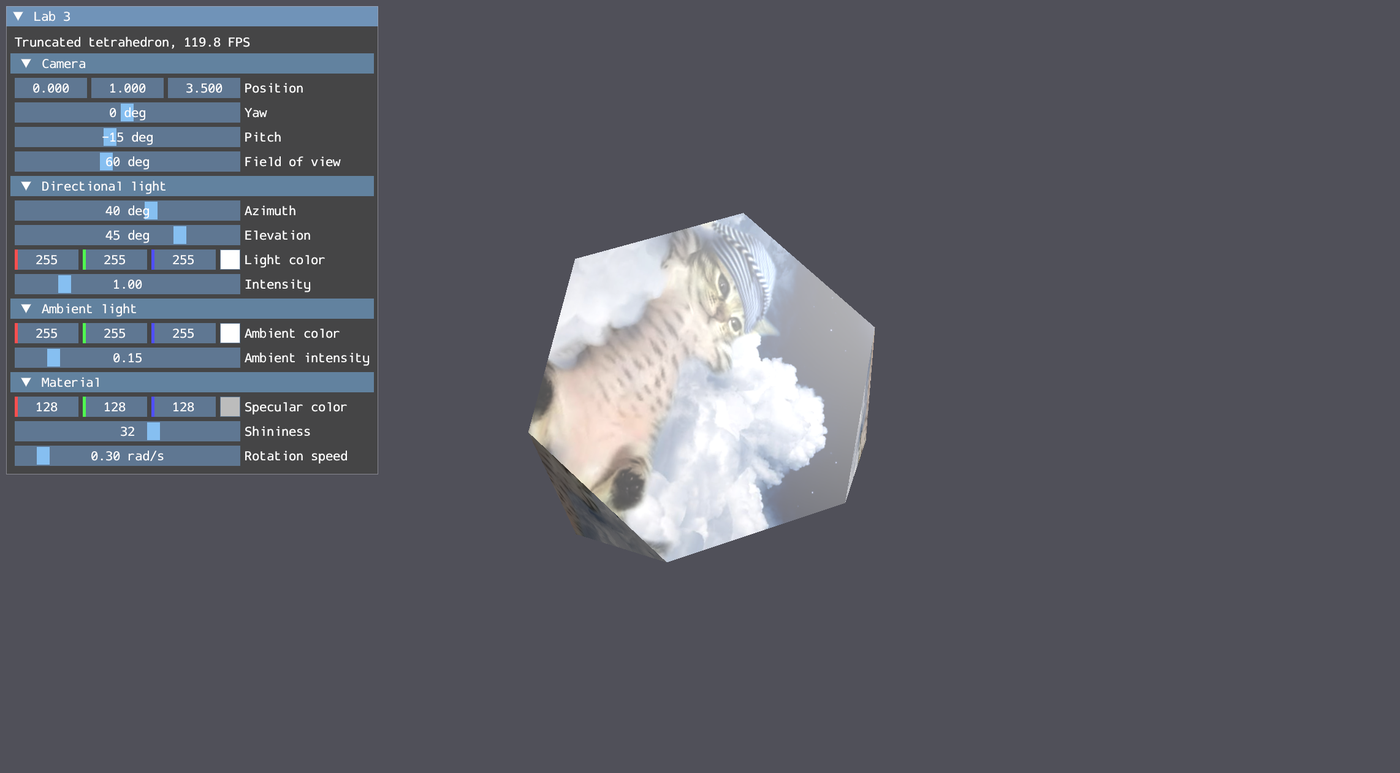 Lab 3
Truncated tetrahedron, 119.8 FPS
Camera
0.000 1.000 3.500 Position
0 deg Yaw
-15 deg Pitch
60 deg Field of view
Directional light
40 deg Azimuth
45 deg Elevation
255 255 255 Light color
1.00 Intensity
Ambient light
255 255 255 Ambient color
0.15 Ambient intensity
Material
128 128 128 Specular color
32 Shininess
0.30 rad/s Rotation speed